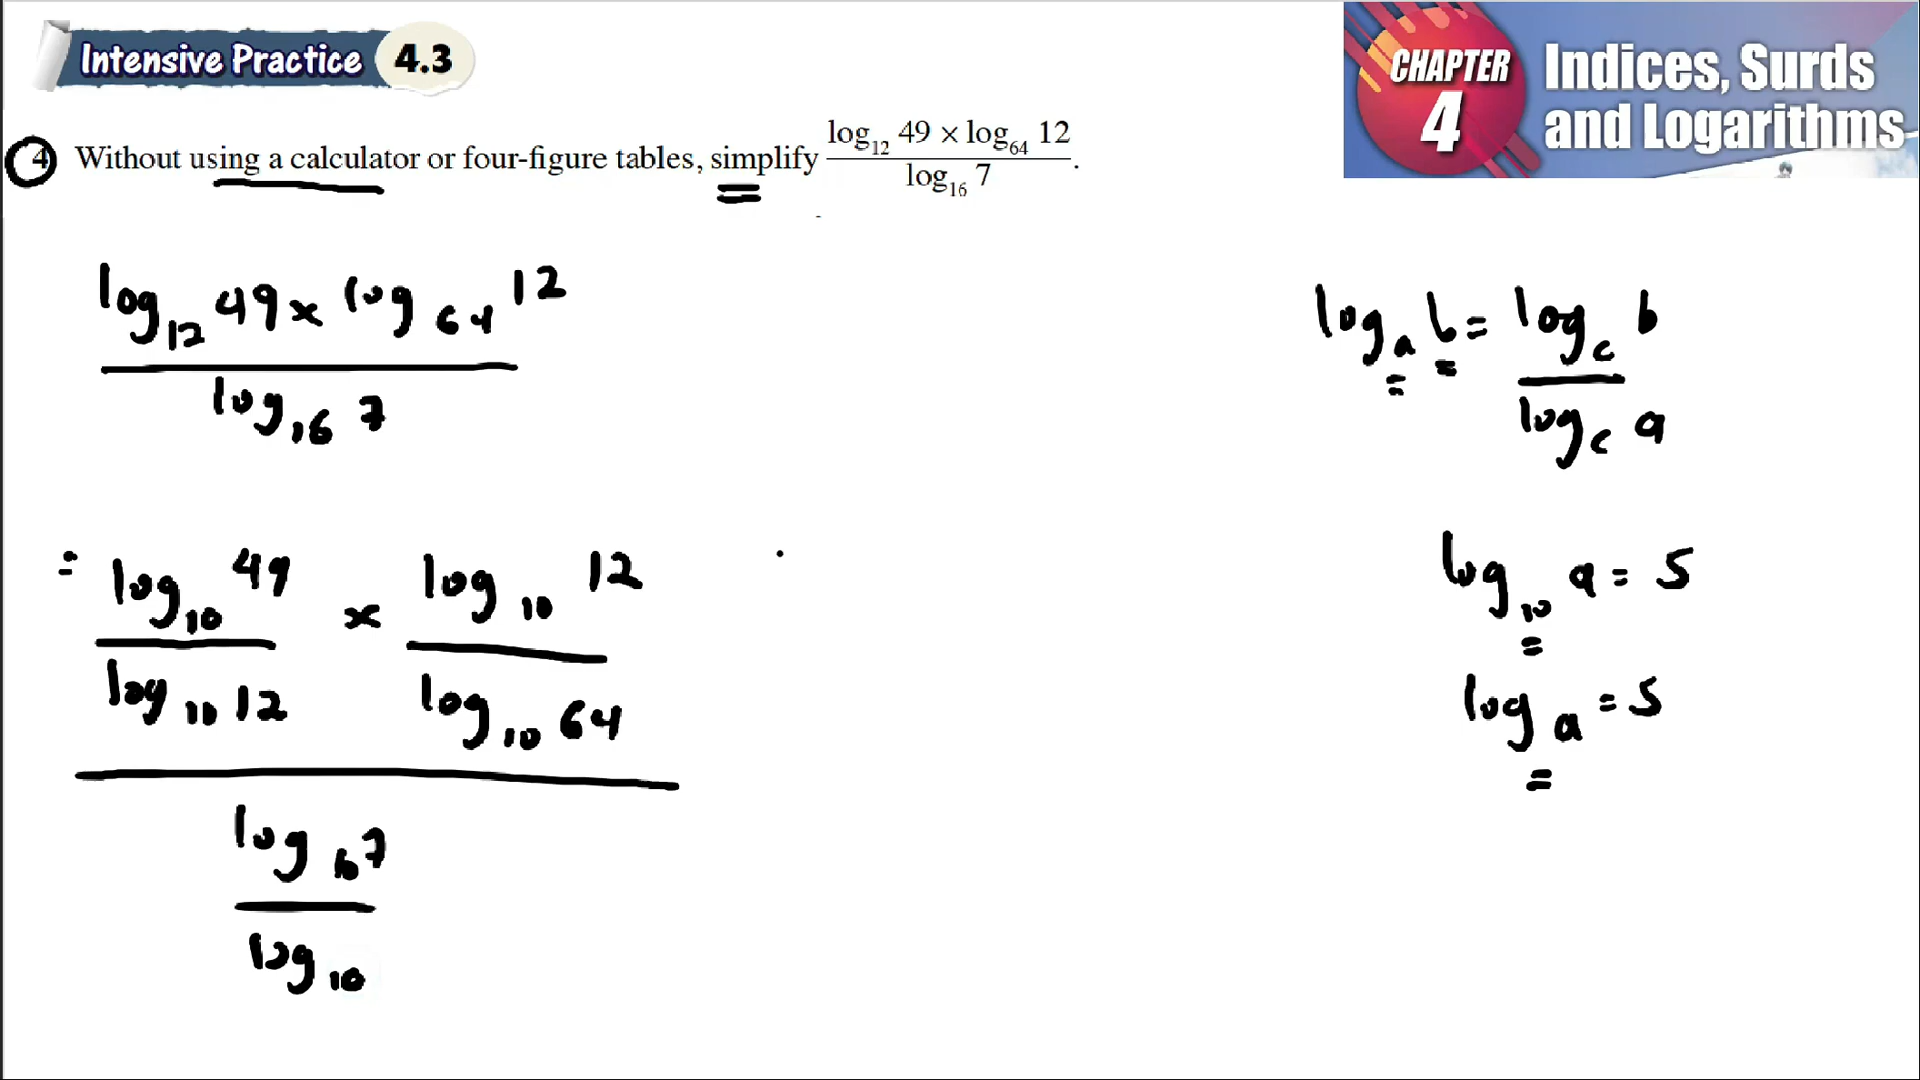 Intensive Practice 4.3
CHAPTER 4 Indices, Surds and Logarithms
4 Without using a calculator or four-figure tables, simplify
log₁₂ 49 × log₆₄ 12
log₁₆ 7 .
log₁₂ 49 x log₆₄ 12
log₁₆ 7
= log₁₀ 49 x log₁₀ 12
log₁₀ 12 log₁₀ 64
log₁₀ 7
log₁₀
logₐ b = log꜀ b
log꜀ a
log₁₀ a = 5
log a = 5